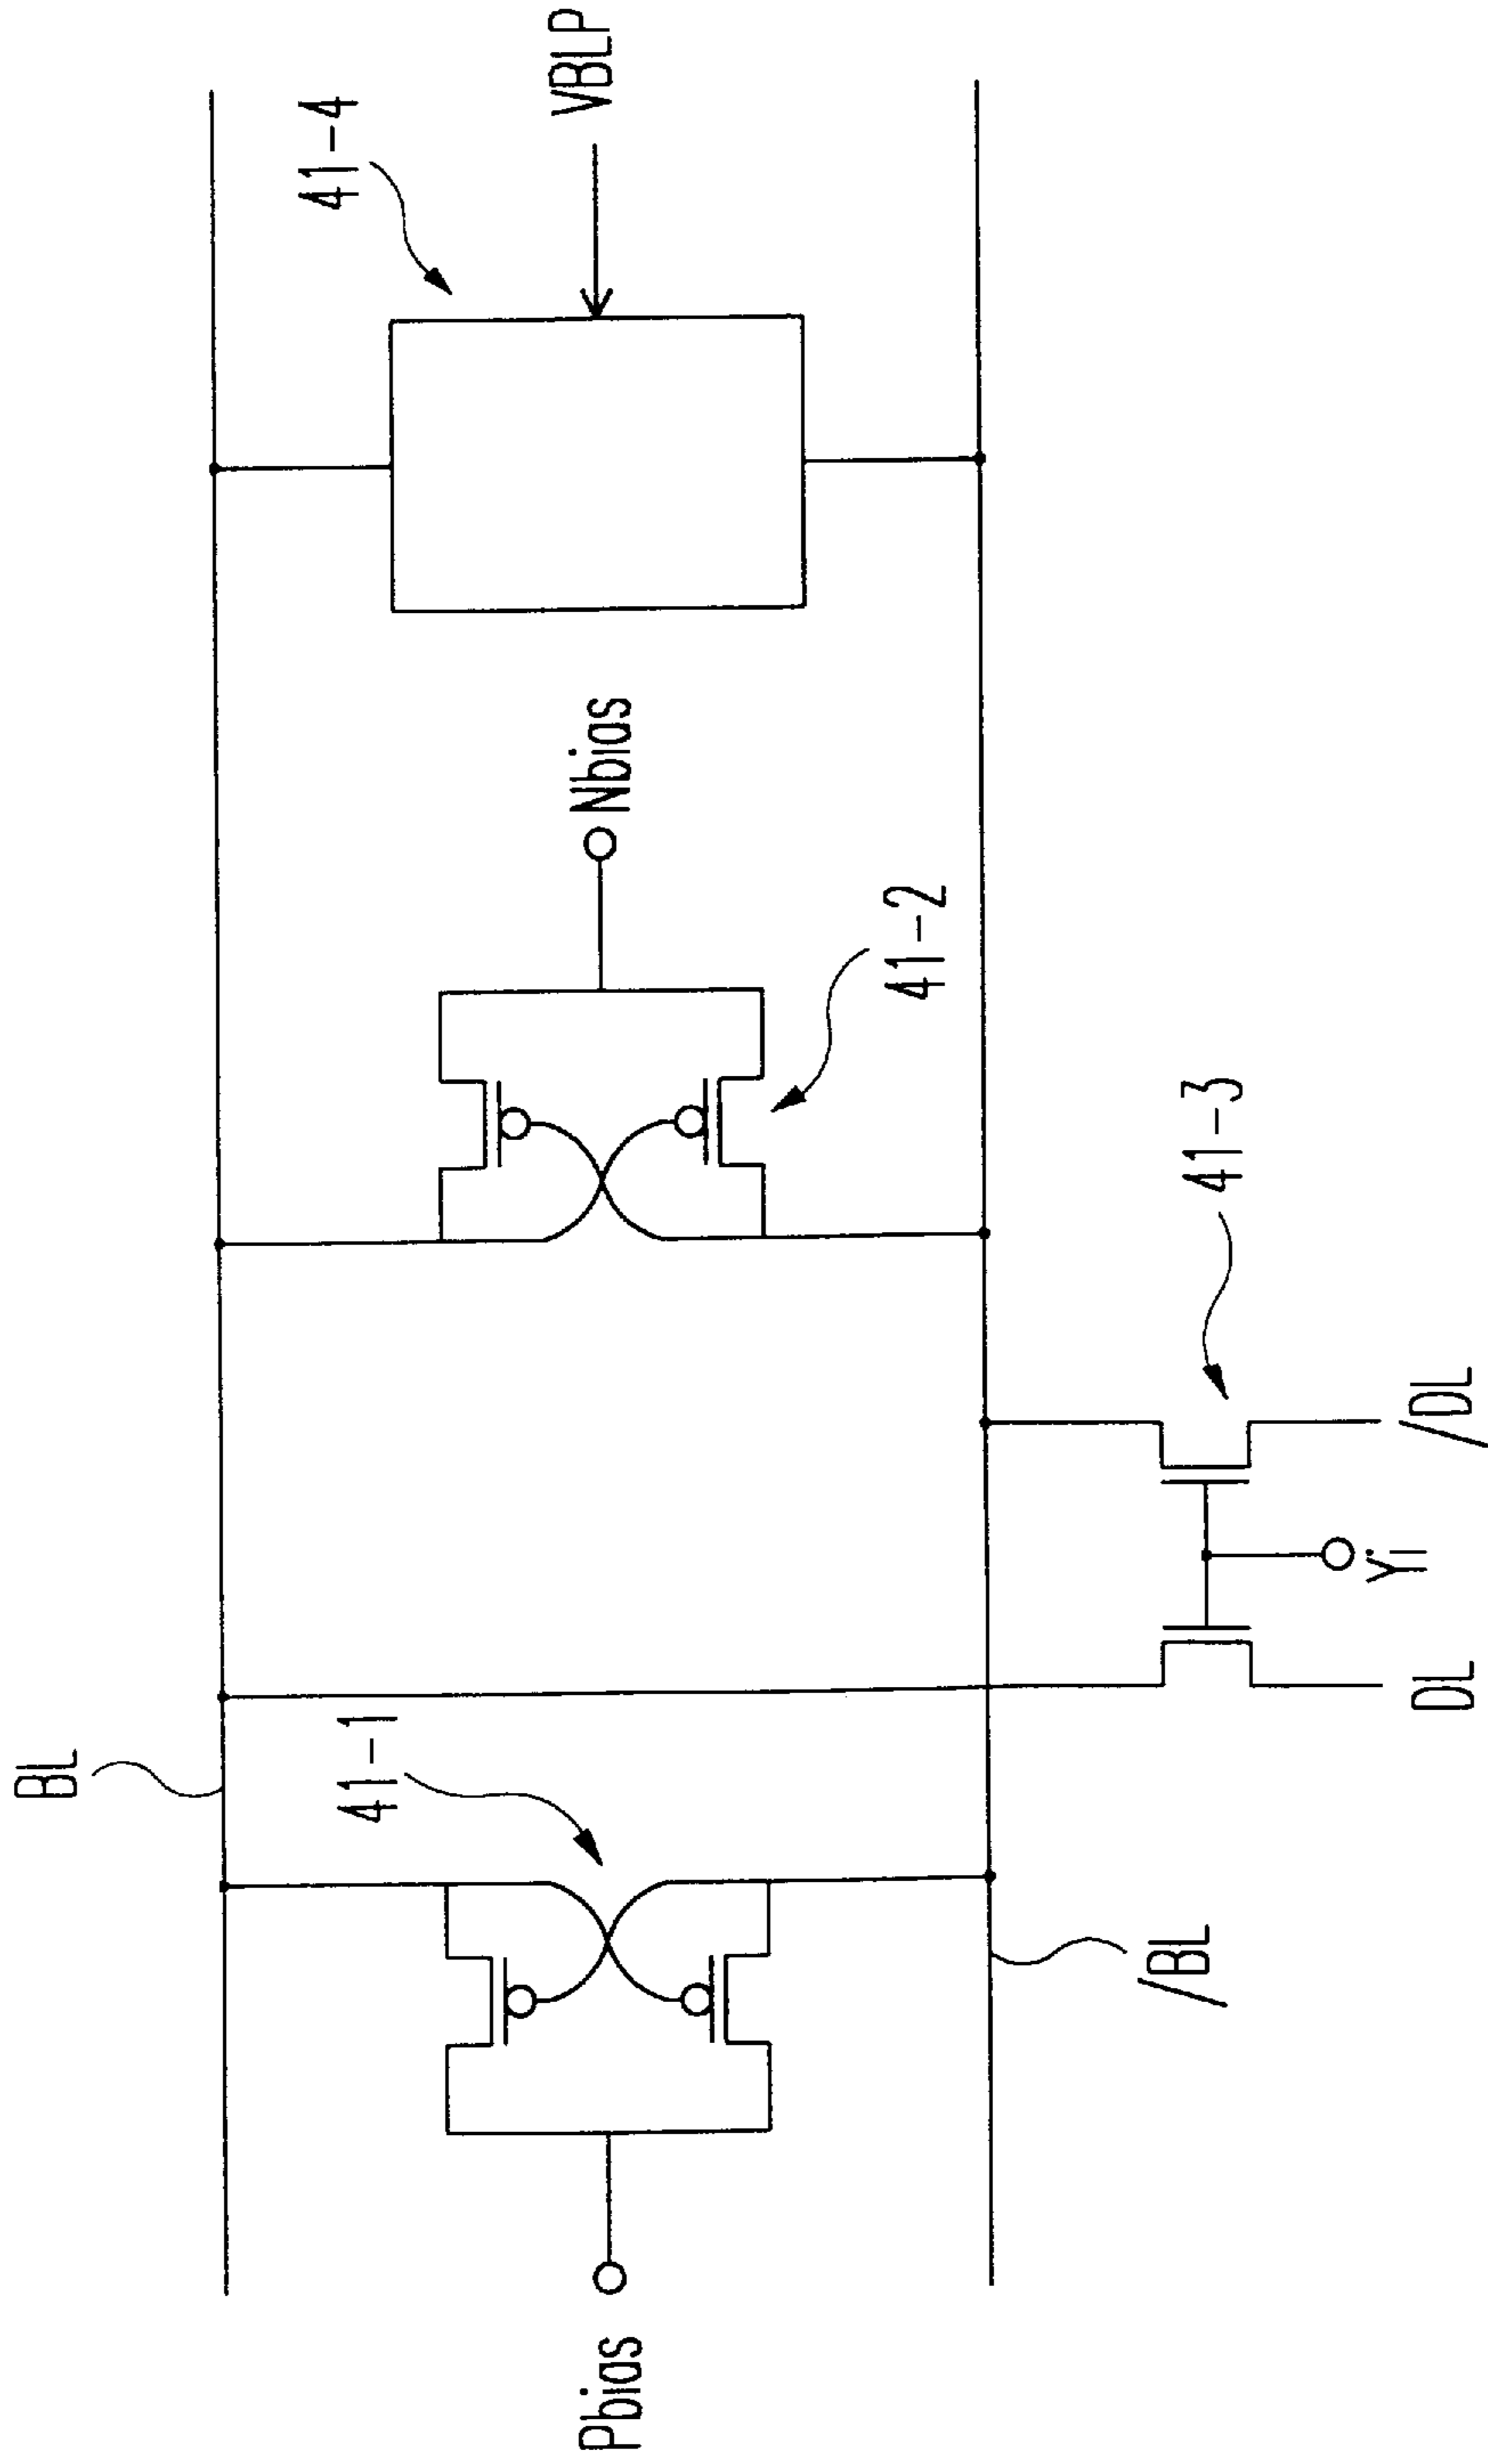 BL
41-4
41-1
VBLP
Nbias
Pbias
41-2
/BL
41-3
/DL
Yi
DL